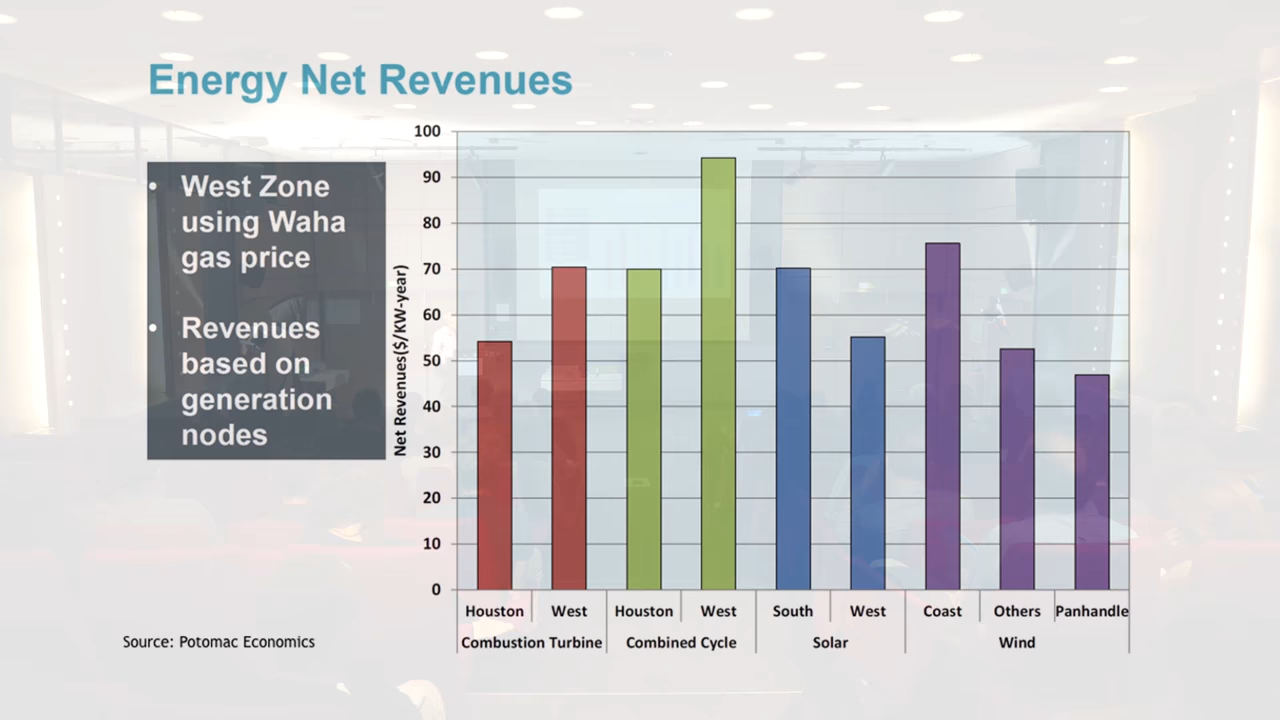 Energy Net Revenues
• West Zone
using Waha
gas price
• Revenues
based on
generation
nodes
Net Revenues($/KW-year)
100
90
80
70
60
50
40
30
20
10
0
Houston West Houston West South West Coast Others Panhandle
Combustion Turbine Combined Cycle Solar Wind
Source: Potomac Economics